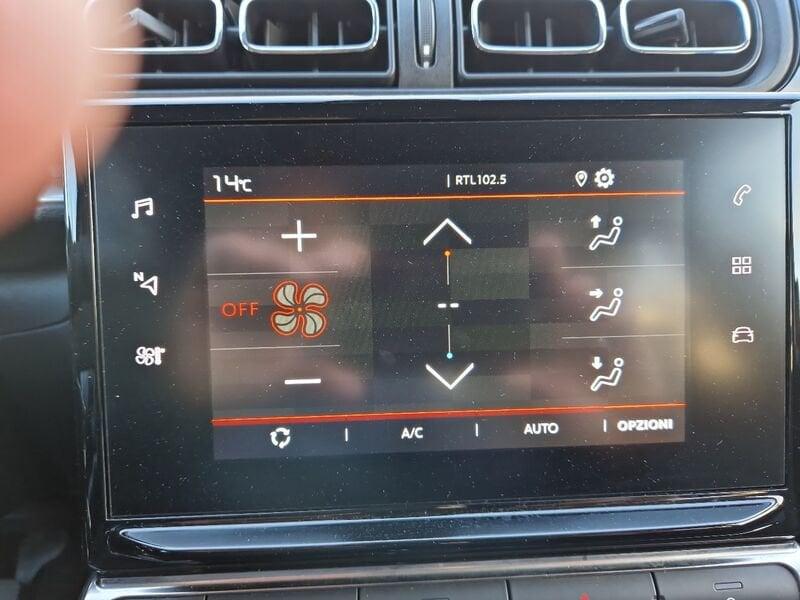 14°C
RTL102.5
N
OFF
--
A/C
AUTO
OPZIONI